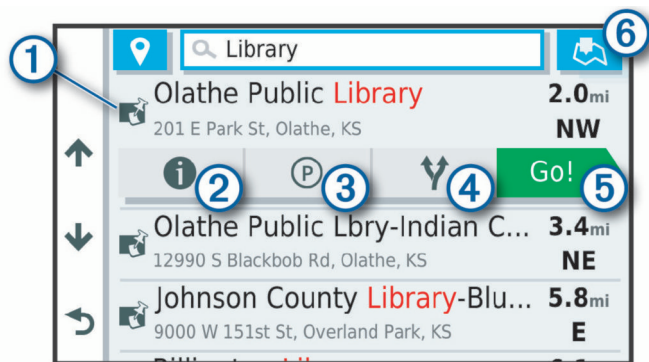 6
1
Library
Olathe Public Library
2.0mi
201 E Park St, Olathe, KS
NW
i
2
P
3
4
Go!
5
Olathe Public Lbry-Indian C...
3.4mi
12990 S Blackbob Rd, Olathe, KS
NE
Johnson County Library-Blu...
5.8mi
9000 W 151st St, Overland Park, KS
E